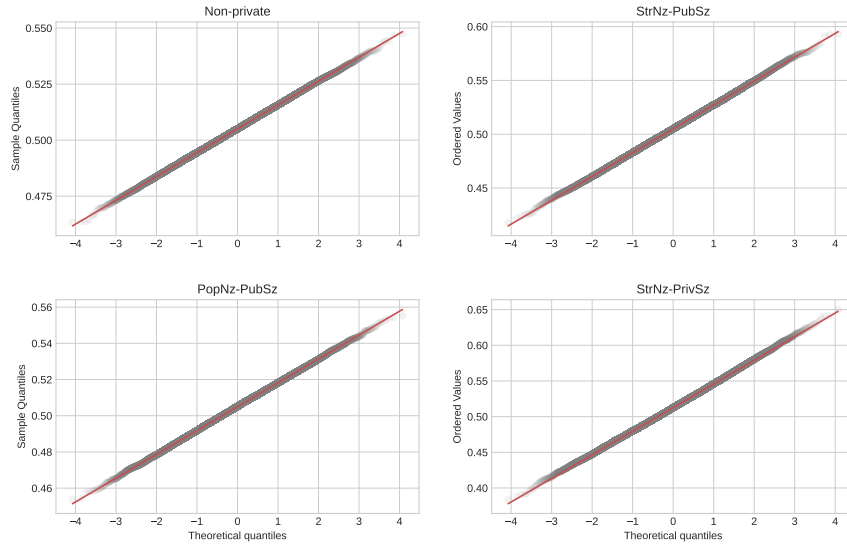 Non-private
0.550
0.525
0.500
0.475
Sample Quantiles
−4 −3 −2 −1 0 1 2 3 4
StrNz-PubSz
0.60
0.55
0.50
0.45
Ordered Values
−4 −3 −2 −1 0 1 2 3 4
PopNz-PubSz
0.56
0.54
0.52
0.50
0.48
0.46
Sample Quantiles
−4 −3 −2 −1 0 1 2 3 4
Theoretical quantiles
StrNz-PrivSz
0.65
0.60
0.55
0.50
0.45
0.40
Ordered Values
−4 −3 −2 −1 0 1 2 3 4
Theoretical quantiles